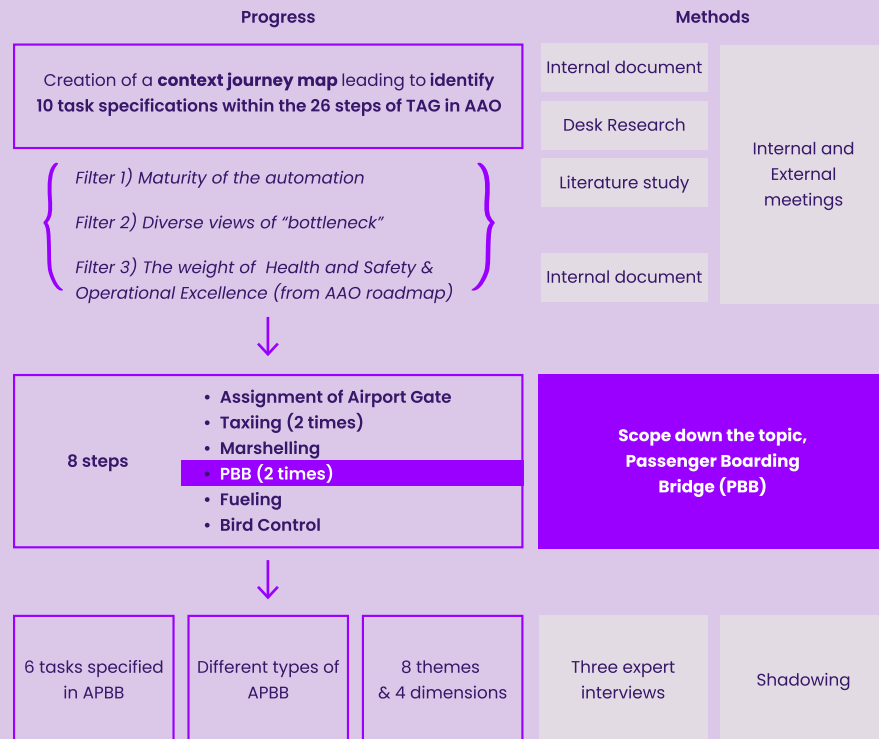 Progress
Methods
Creation of a context journey map leading to identify
10 task specifications within the 26 steps of TAG in AAO
Internal document
Desk Research
Literature study
Internal document
Internal and
External
meetings
Filter 1) Maturity of the automation
Filter 2) Diverse views of “bottleneck”
Filter 3) The weight of  Health and Safety &
Operational Excellence (from AAO roadmap)
8 steps
• Assignment of Airport Gate
• Taxiing (2 times)
• Marshelling
• PBB (2 times)
• Fueling
• Bird Control
Scope down the topic,
Passenger Boarding
Bridge (PBB)
6 tasks specified
in APBB
Different types of
APBB
8 themes
& 4 dimensions
Three expert
interviews
Shadowing